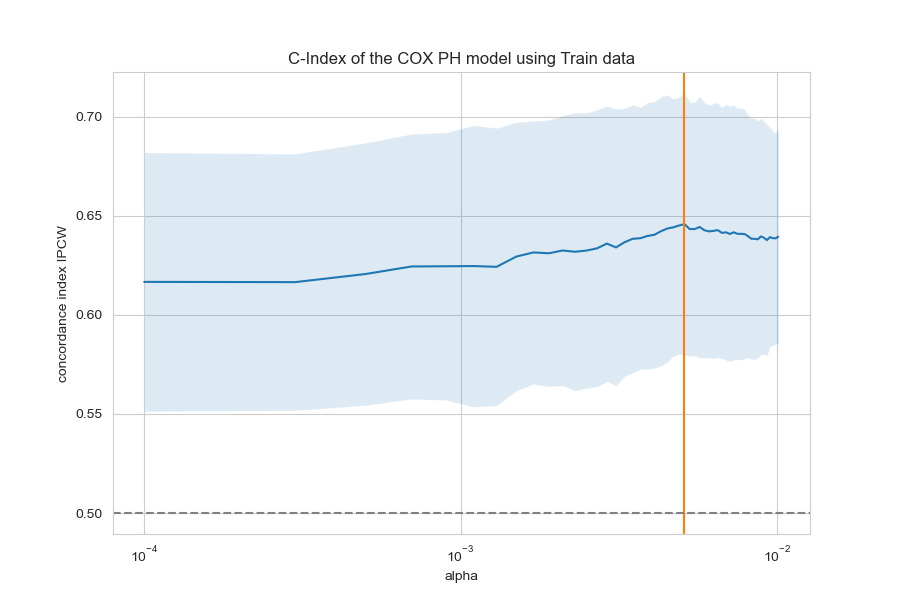 C-Index of the COX PH model using Train data
concordance index IPCW
0.70
0.65
0.60
0.55
0.50
10⁻⁴
10⁻³
10⁻²
alpha